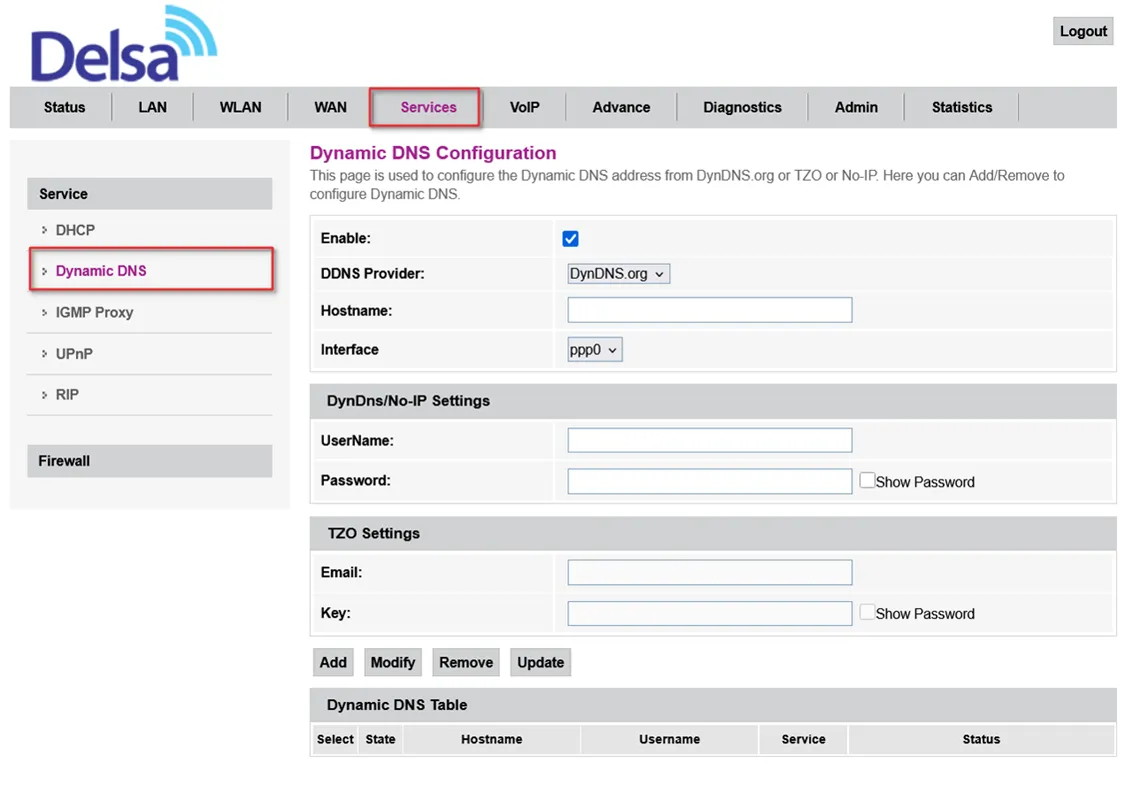 Delsa
Logout
Status LAN WLAN WAN Services VoIP Advance Diagnostics Admin Statistics
Service
DHCP
Dynamic DNS
IGMP Proxy
UPnP
RIP
Firewall
Dynamic DNS Configuration
This page is used to configure the Dynamic DNS address from DynDNS.org or TZO or No-IP. Here you can Add/Remove to
configure Dynamic DNS.
Enable:
DDNS Provider: DynDNS.org
Hostname:
Interface ppp0
DynDns/No-IP Settings
UserName:
Password: Show Password
TZO Settings
Email:
Key: Show Password
Add Modify Remove Update
Dynamic DNS Table
Select State Hostname Username Service Status